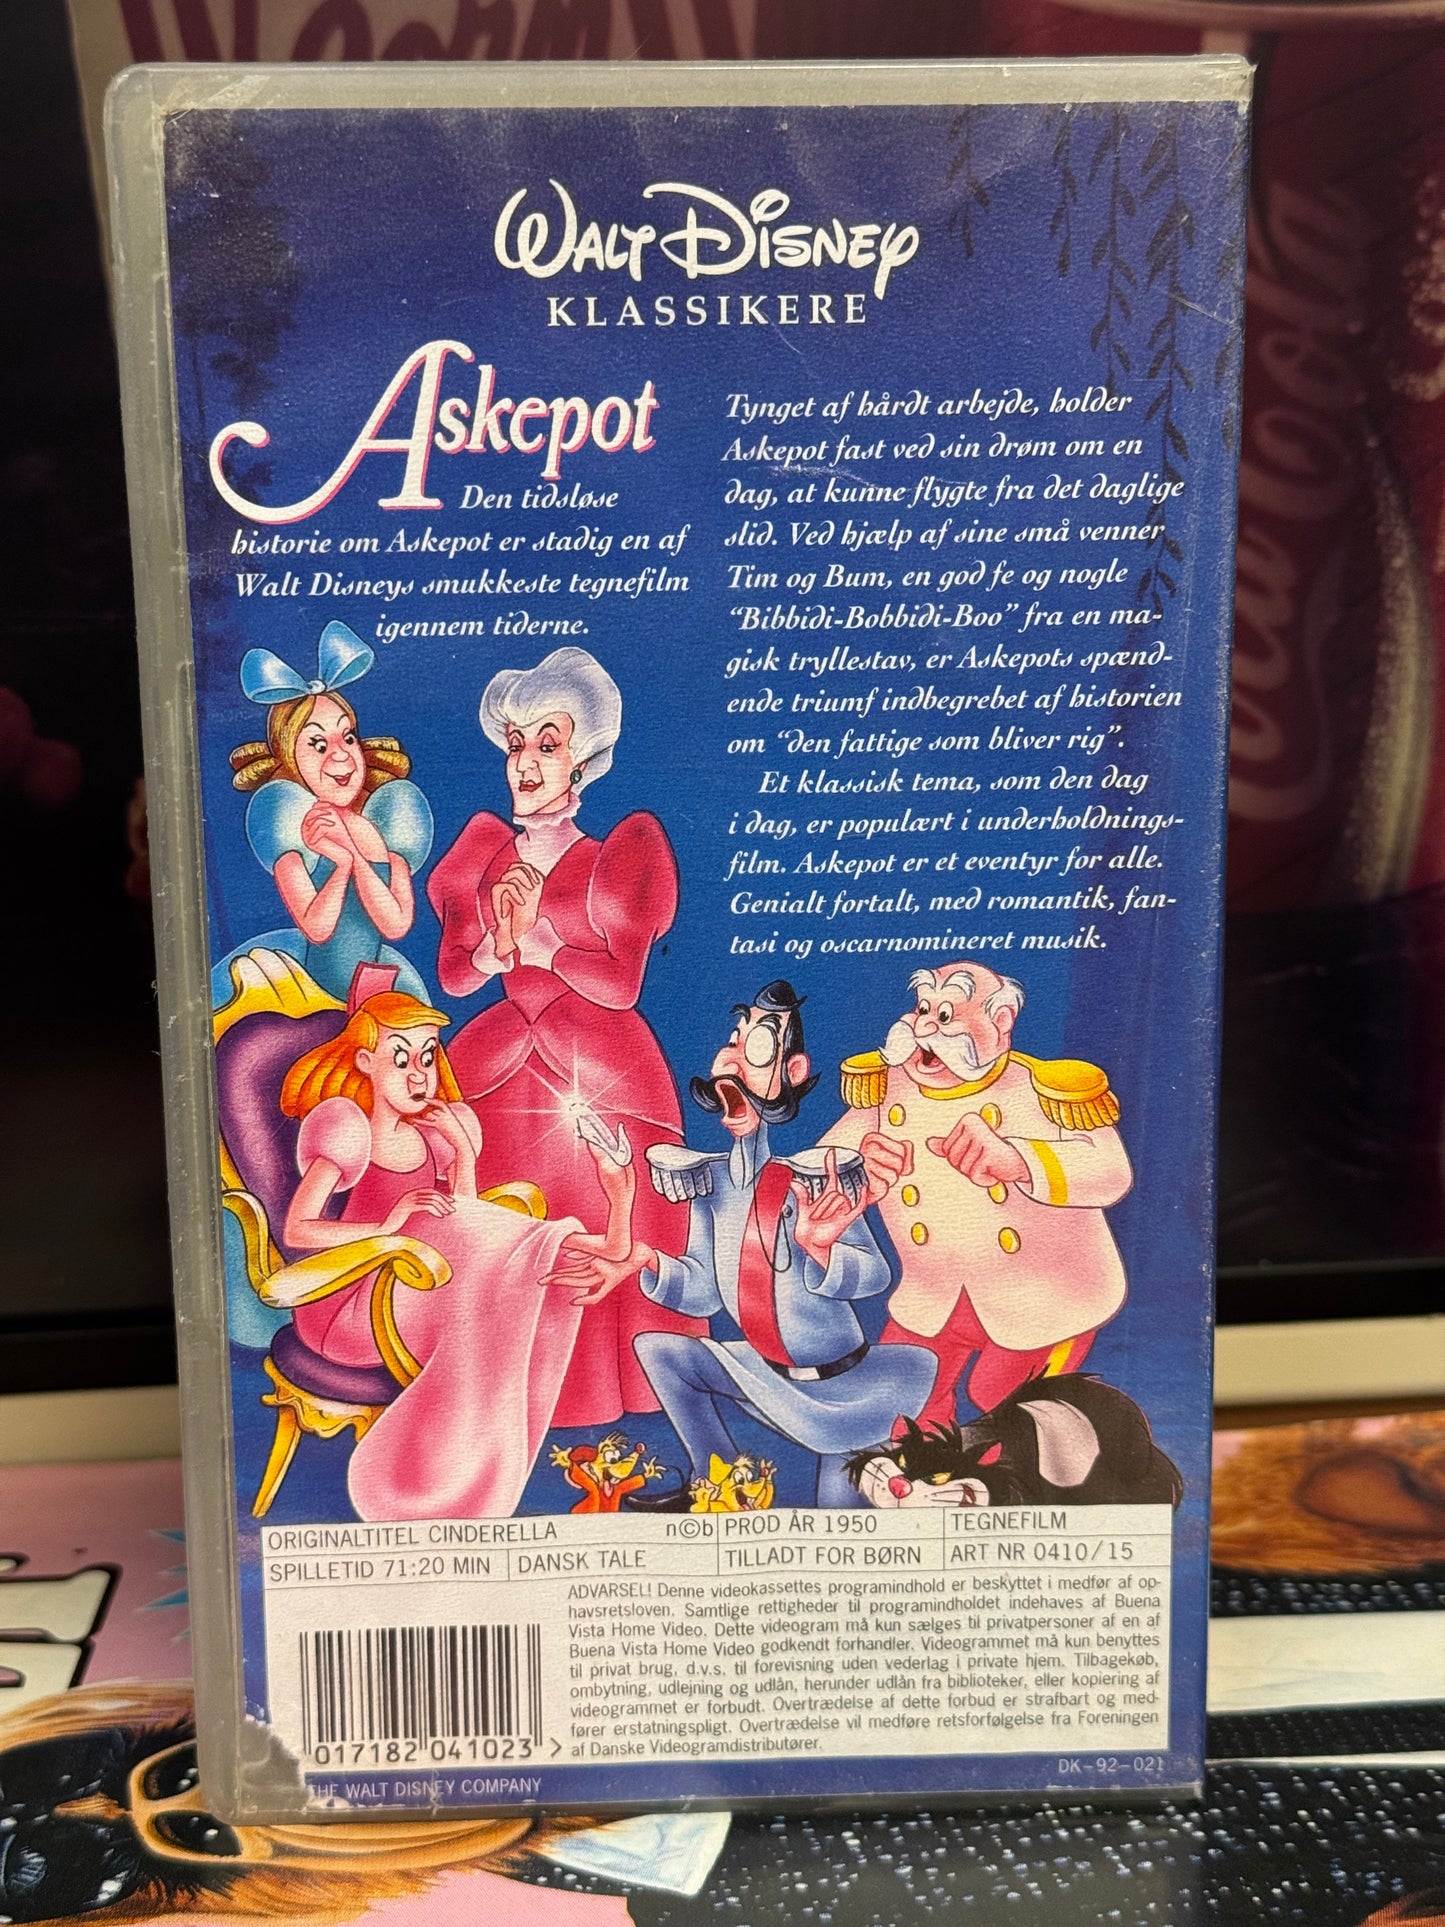 WALT DISNEY
KLASSIKERE
Askepot
Den tidsløse
historie om Askepot er stadig en af
Walt Disneys smukkeste tegnefilm
igennem tiderne.
Tynget af hårdt arbejde, holder
Askepot fast ved sin drøm om en
dag, at kunne flygte fra det daglige
slid. Ved hjælp af sine små venner
Tim og Bum, en god fe og nogle
“Bibbidi-Bobbidi-Boo” fra en ma-
gisk tryllestav, er Askepots spænd-
ende triumf indbegrebet af historien
om “den fattige som bliver rig”.
Et klassisk tema, som den dag
i dag, er populært i underholdnings-
film. Askepot er et eventyr for alle.
Genialt fortalt, med romantik, fan-
tasi og oscarnomineret musik.
ORIGINALTITEL CINDERELLA n©b PROD ÅR 1950 TEGNEFILM
SPILLETID 71:20 MIN DANSK TALE TILLADT FOR BØRN ART NR 0410/15
ADVARSEL! Denne videokassettes programindhold er beskyttet i medfør af op-
havsretsloven. Samtlige rettigheder til programindholdet indehaves af Buena
Vista Home Video. Dette videogram må kun sælges til privatpersoner af en af
Buena Vista Home Video godkendt forhandler. Videogrammet må kun benyttes
til privat brug, d.v.s. til forevisning uden vederlag i private hjem. Tilbagekøb,
ombytning, udlejning og udlån, herunder udlån fra biblioteker, eller kopiering af
videogrammet er forbudt. Overtrædelse af dette forbud er strafbart og med-
fører erstatningspligt. Overtrædelse vil medføre retsforfølgelse fra Foreningen
af Danske Videogramdistributører.
017182 041023 >
DK-92-021
THE WALT DISNEY COMPANY
Coca-Cola